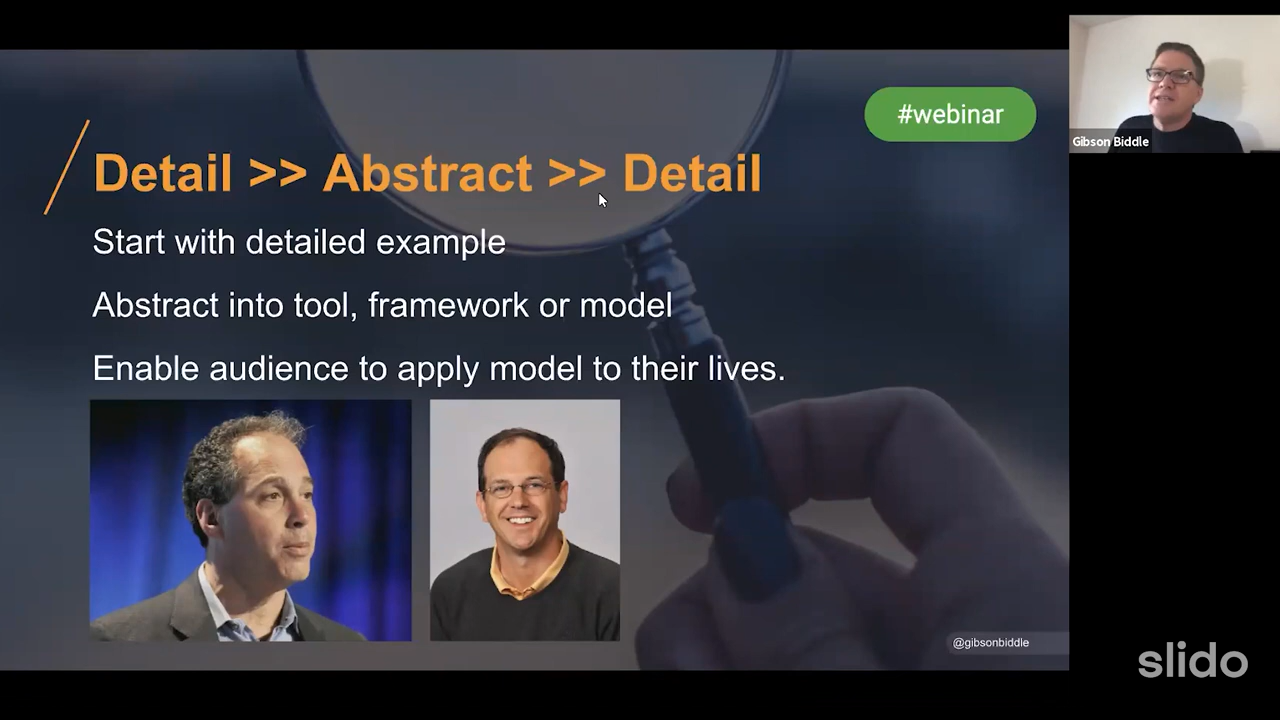 #webinar
Gibson Biddle
Detail >> Abstract >> Detail
Start with detailed example
Abstract into tool, framework or model
Enable audience to apply model to their lives.
@gibsonbiddle
slido